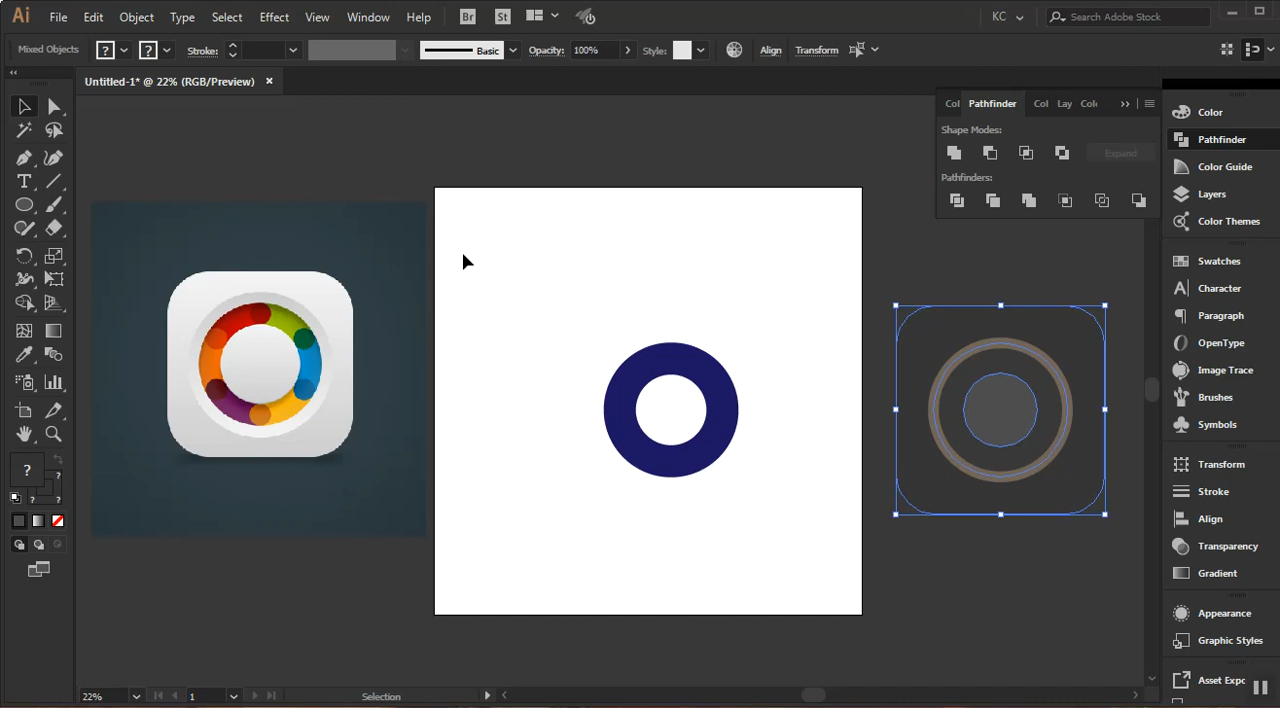 Ai File Edit Object Type Select Effect View Window Help Br St KC Search Adobe Stock
Mixed Objects ? ? Stroke: Basic Opacity: 100% Style: Align Transform
Untitled-1* @ 22% (RGB/Preview) ×
Col Pathfinder Col Lay Colo
Shape Modes:
Expand
Pathfinders:
Color
Pathfinder
Color Guide
Layers
Color Themes
Swatches
Character
Paragraph
OpenType
Image Trace
Brushes
Symbols
Transform
Stroke
Align
Transparency
Gradient
Appearance
Graphic Styles
Asset Expo
T
?
?
? ?
22% 1 Selection